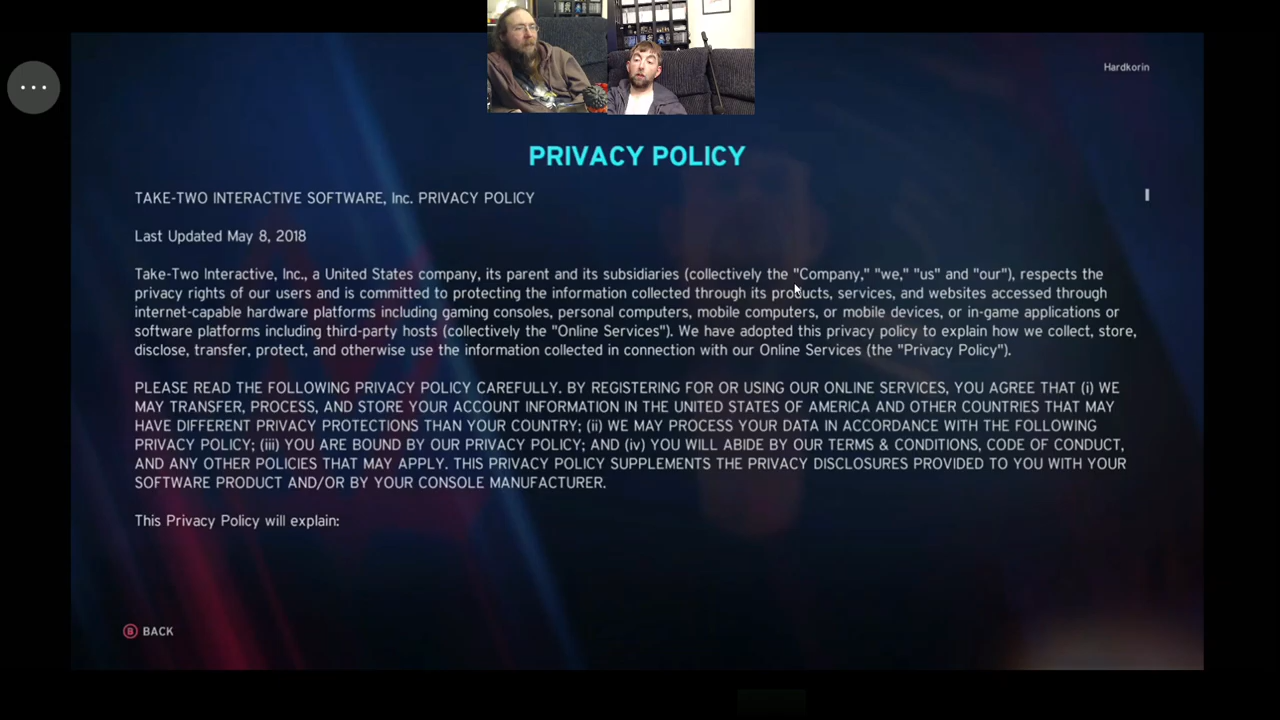 Hardkorin
PRIVACY POLICY
TAKE-TWO INTERACTIVE SOFTWARE, Inc. PRIVACY POLICY
Last Updated May 8, 2018
Take-Two Interactive, Inc., a United States company, its parent and its subsidiaries (collectively the "Company," "we," "us" and "our"), respects the
privacy rights of our users and is committed to protecting the information collected through its products, services, and websites accessed through
internet-capable hardware platforms including gaming consoles, personal computers, mobile computers, or mobile devices, or in-game applications or
software platforms including third-party hosts (collectively the "Online Services"). We have adopted this privacy policy to explain how we collect, store,
disclose, transfer, protect, and otherwise use the information collected in connection with our Online Services (the "Privacy Policy").
PLEASE READ THE FOLLOWING PRIVACY POLICY CAREFULLY. BY REGISTERING FOR OR USING OUR ONLINE SERVICES, YOU AGREE THAT (i) WE
MAY TRANSFER, PROCESS, AND STORE YOUR ACCOUNT INFORMATION IN THE UNITED STATES OF AMERICA AND OTHER COUNTRIES THAT MAY
HAVE DIFFERENT PRIVACY PROTECTIONS THAN YOUR COUNTRY; (ii) WE MAY PROCESS YOUR DATA IN ACCORDANCE WITH THE FOLLOWING
PRIVACY POLICY; (iii) YOU ARE BOUND BY OUR PRIVACY POLICY; AND (iv) YOU WILL ABIDE BY OUR TERMS & CONDITIONS, CODE OF CONDUCT,
AND ANY OTHER POLICIES THAT MAY APPLY. THIS PRIVACY POLICY SUPPLEMENTS THE PRIVACY DISCLOSURES PROVIDED TO YOU WITH YOUR
SOFTWARE PRODUCT AND/OR BY YOUR CONSOLE MANUFACTURER.
This Privacy Policy will explain:
B BACK